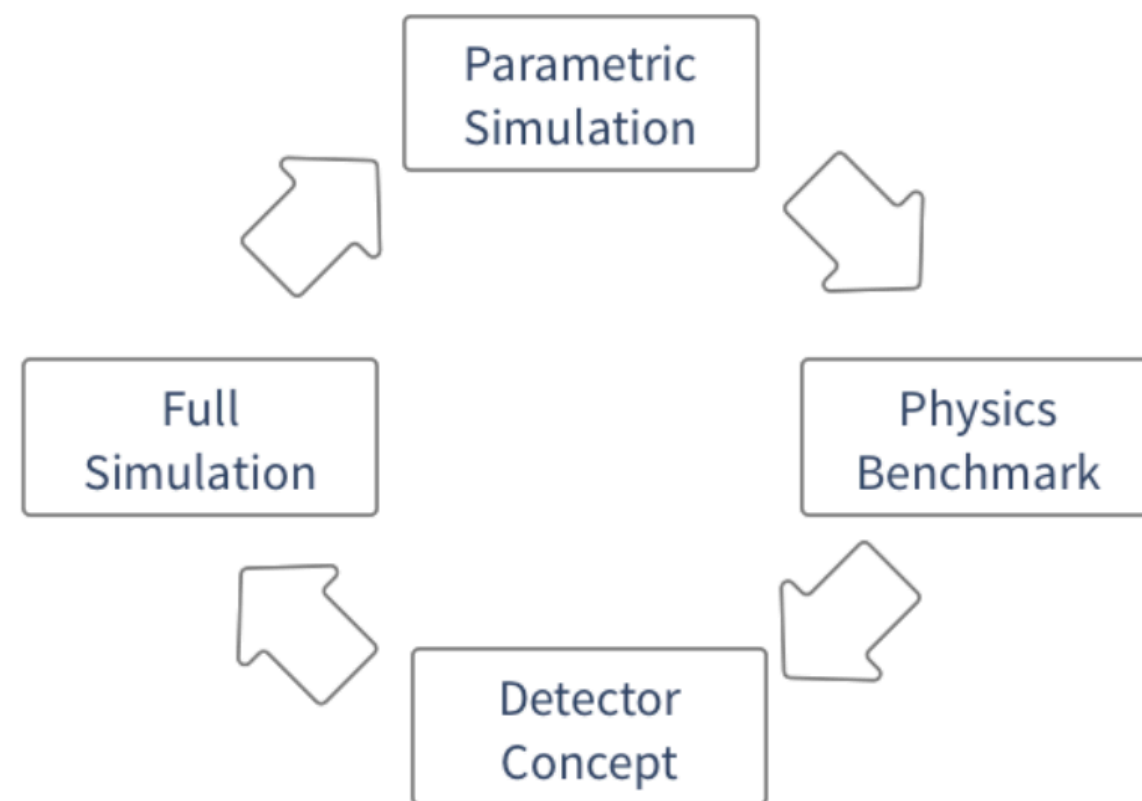 Parametric
Simulation
Full
Simulation
Physics
Benchmark
Detector
Concept